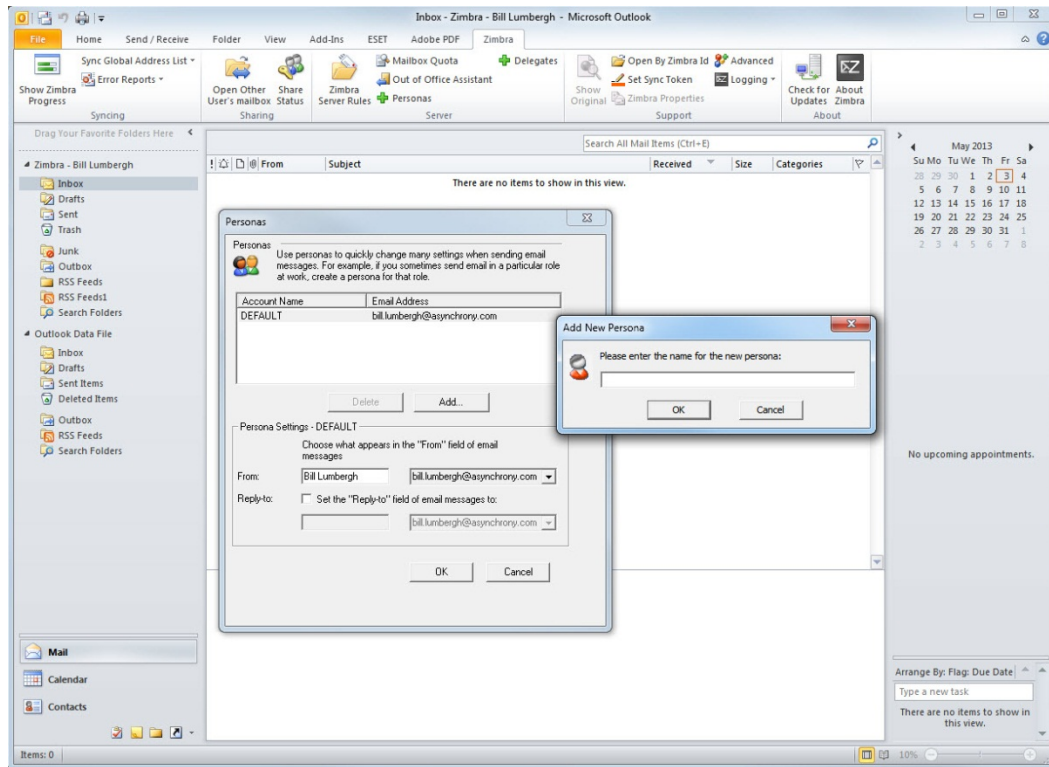 Inbox - Zimbra - Bill Lumbergh - Microsoft Outlook
File Home Send / Receive Folder View Add-Ins ESET Adobe PDF Zimbra
Show Zimbra Progress
Sync Global Address List
Error Reports
Syncing
Open Other User's mailbox
Share Status
Sharing
Zimbra Server Rules
Mailbox Quota
Out of Office Assistant
Personas
Delegates
Server
Show Original
Open By Zimbra Id
Set Sync Token
Zimbra Properties
Advanced
Logging
Support
Check for Updates
About Zimbra
About
Drag Your Favorite Folders Here
Zimbra - Bill Lumbergh
Inbox
Drafts
Sent
Trash
Junk
Outbox
RSS Feeds
RSS Feeds1
Search Folders
Outlook Data File
Inbox
Drafts
Sent Items
Deleted Items
Outbox
RSS Feeds
Search Folders
Mail
Calendar
Contacts
Items: 0
Search All Mail Items (Ctrl+E)
! From Subject Received Size Categories
There are no items to show in this view.
Personas
Personas
Use personas to quickly change many settings when sending email
messages. For example, if you sometimes send email in a particular role
at work, create a persona for that role.
Account Name Email Address
DEFAULT bill.lumbergh@asynchrony.com
Delete Add...
Persona Settings - DEFAULT
Choose what appears in the "From" field of email
messages
From: Bill Lumbergh bill.lumbergh@asynchrony.com
Reply-to: Set the "Reply-to" field of email messages to:
bill.lumbergh@asynchrony.com
OK Cancel
Add New Persona
Please enter the name for the new persona:
OK Cancel
May 2013
Su Mo Tu We Th Fr Sa
28 29 30 1 2 3 4
5 6 7 8 9 10 11
12 13 14 15 16 17 18
19 20 21 22 23 24 25
26 27 28 29 30 31 1
2 3 4 5 6 7 8
No upcoming appointments.
Arrange By: Flag: Due Date
Type a new task
There are no items to show in
this view.
10%